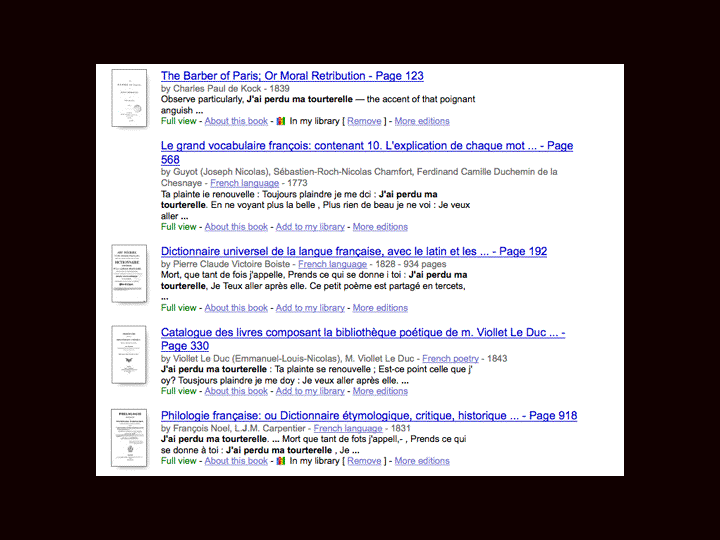 The Barber of Paris; Or Moral Retribution - Page 123
by Charles Paul de Kock - 1839
Observe particularly, J'ai perdu ma tourterelle — the accent of that poignant
anguish ...
Full view - About this book - In my library [ Remove ] - More editions
Le grand vocabulaire françois: contenant 10. L'explication de chaque mot ... - Page
568
by Guyot (Joseph Nicolas), Sébastien-Roch-Nicolas Chamfort, Ferdinand Camille Duchemin de la
Chesnaye - French language - 1773
Ta plainte ie renouvelle : Toujours plaindre je me dci : J'ai perdu ma
tourterelle. En ne voyant plus la belle , Plus rien de beau je ne voi : Je veux
aller ...
Full view - About this book - Add to my library - More editions
Dictionnaire universel de la langue française, avec le latin et les ... - Page 192
by Pierre Claude Victoire Boiste - French language - 1828 - 934 pages
Mort, que tant de fois j'appelle, Prends ce qui se donne i toi : J'ai perdu ma
tourterelle, Je Teux aller après elle. Ce petit poème est partagé en tercets,
...
Full view - About this book - Add to my library - More editions
Catalogue des livres composant la bibliothèque poétique de m. Viollet Le Duc ... -
Page 330
by Viollet Le Duc (Emmanuel-Louis-Nicolas), M. Viollet Le Duc - French poetry - 1843
J'ai perdu ma tourterelle : Ta plainte se renouvelle ; Est-ce point celle que j'
oy? Tousjours plaindre je me doy : Je veux aller après elle. ...
Full view - About this book - Add to my library - More editions
Philologie française: ou Dictionnaire étymologique, critique, historique ... - Page 918
by François Noel, L.J.M. Carpentier - French language - 1831
J'ai perdu ma tourterelle. ... Mort que tant de fots j'appell,- , Prends ce qui
se donne à toi : J'ai perdu ma tourterelle , Je ...
Full view - About this book - In my library [ Remove ] - More editions